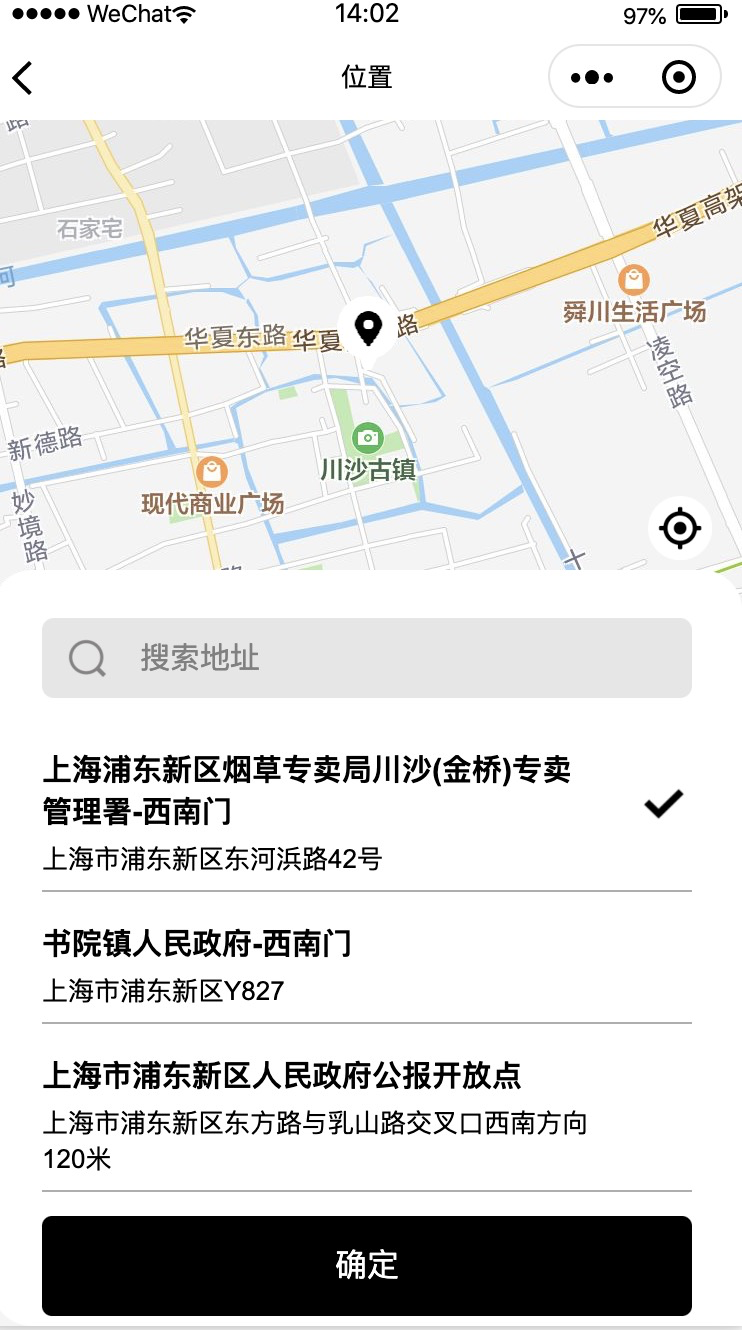 WeChat
14:02
97%
位置
路
石家宅
河
华夏高架
舜川生活广场
华夏东路
华夏
路
路
凌空路
新德路
川沙古镇
现代商业广场
妙境路
搜索地址
上海浦东新区烟草专卖局川沙(金桥)专卖
管理署-西南门
上海市浦东新区东河浜路42号
书院镇人民政府-西南门
上海市浦东新区Y827
上海市浦东新区人民政府公报开放点
上海市浦东新区东方路与乳山路交叉口西南方向
120米
确定